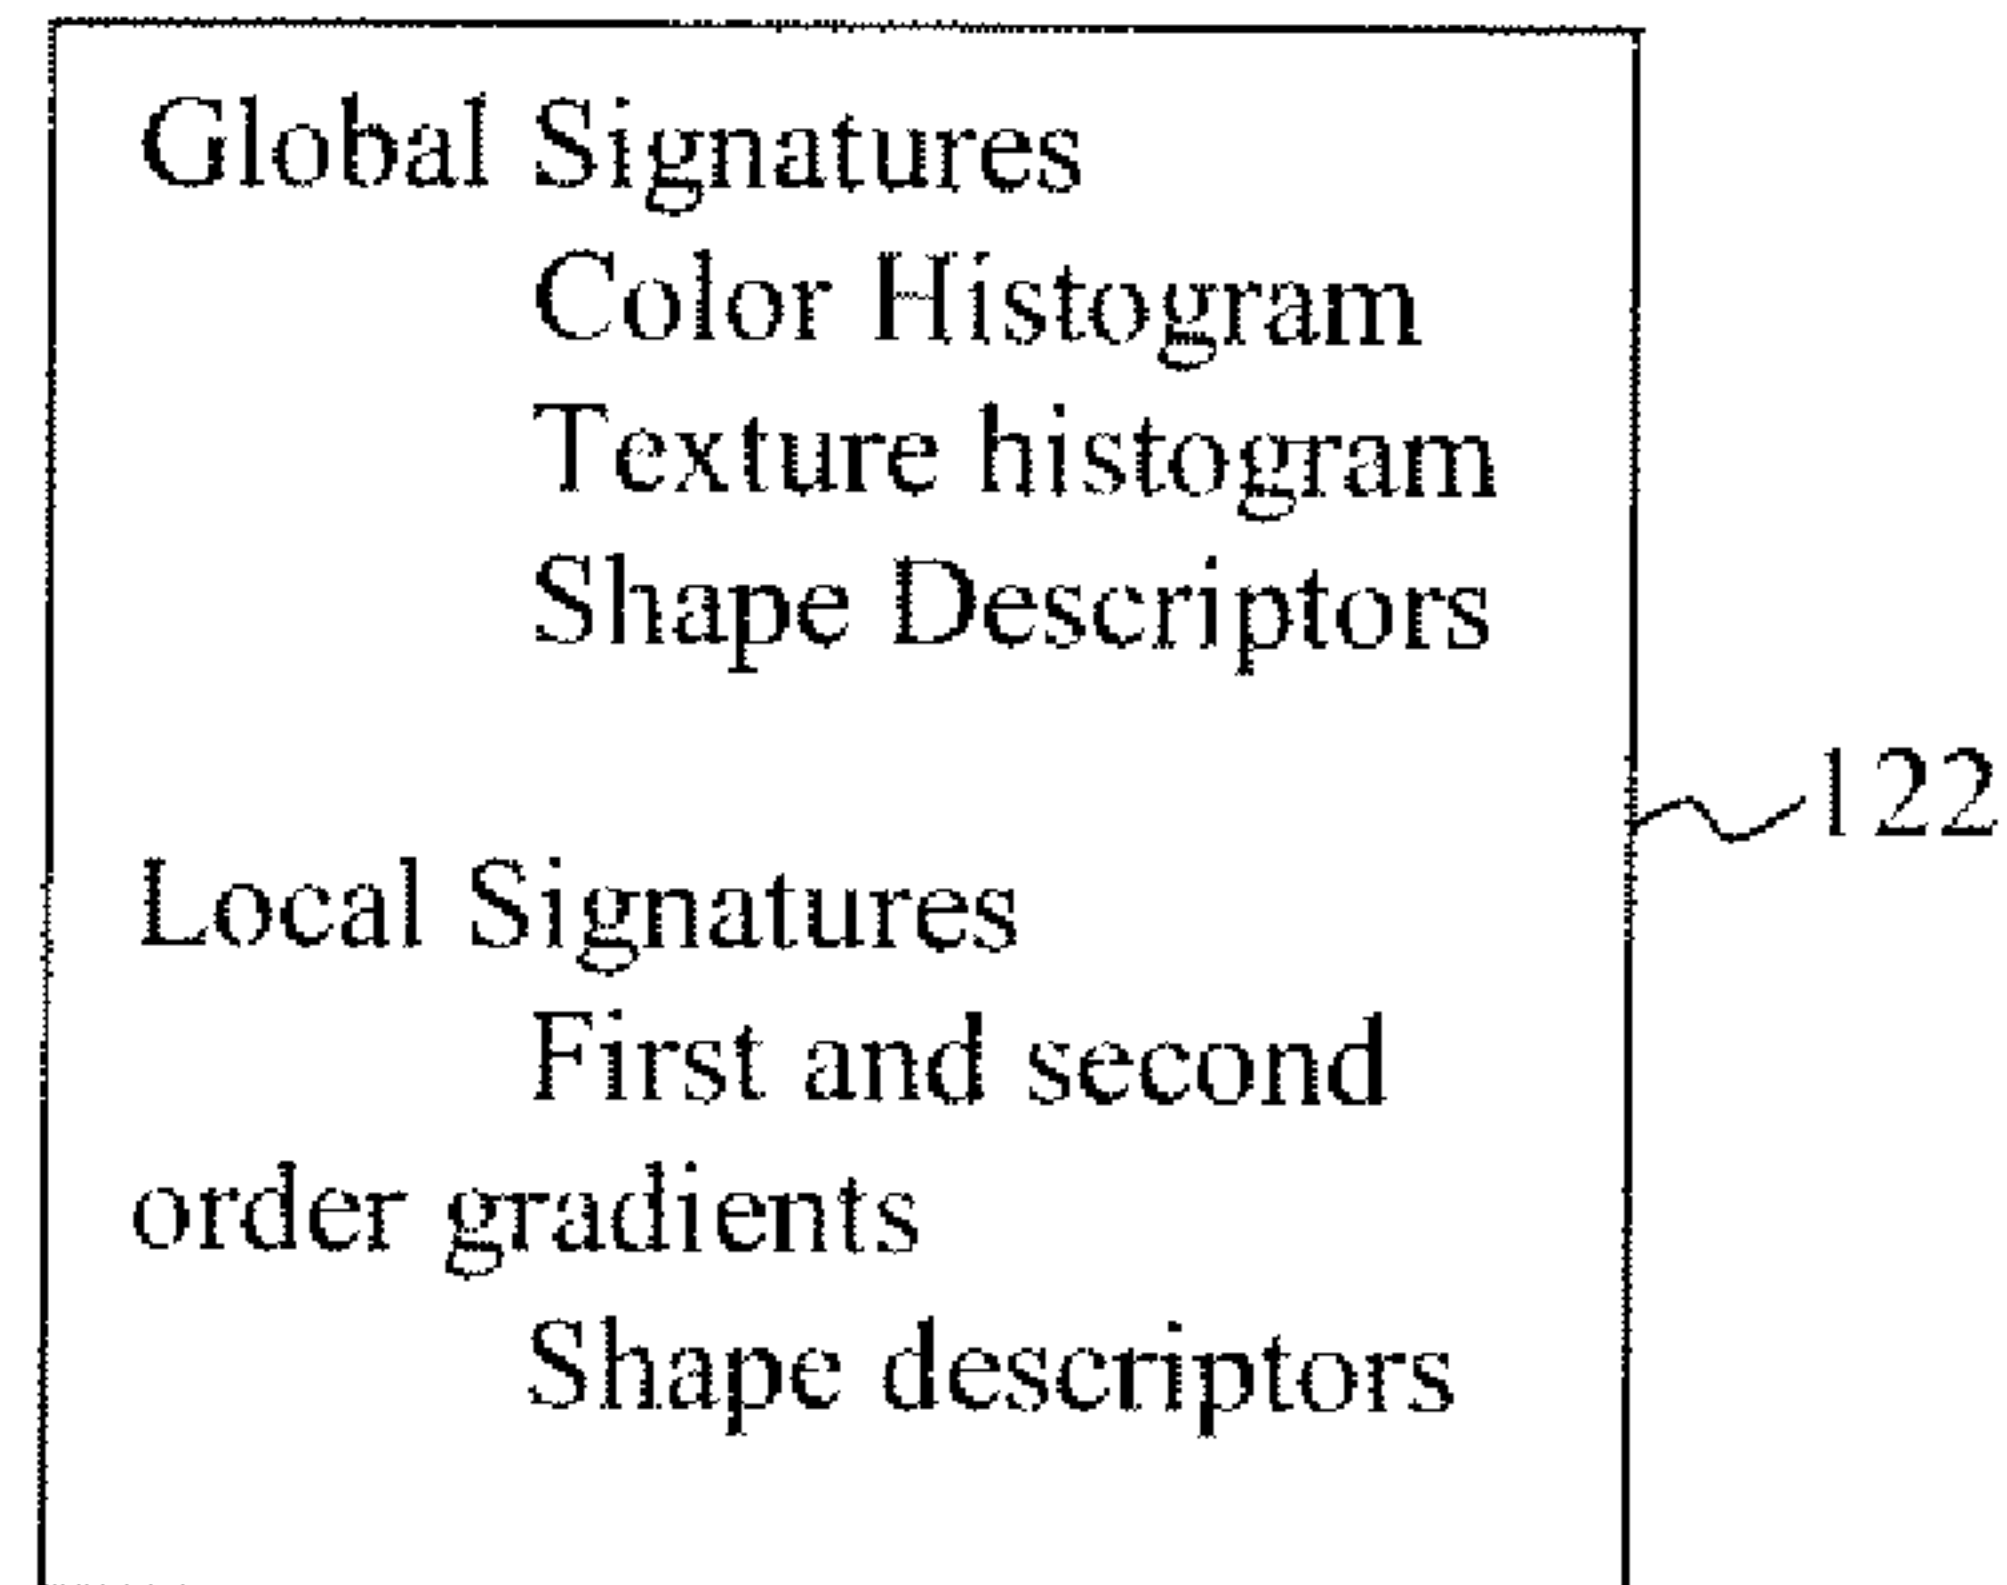 Global Signatures
Color Histogram
Texture histogram
Shape Descriptors
122
Local Signatures
First and second
order gradients
Shape descriptors